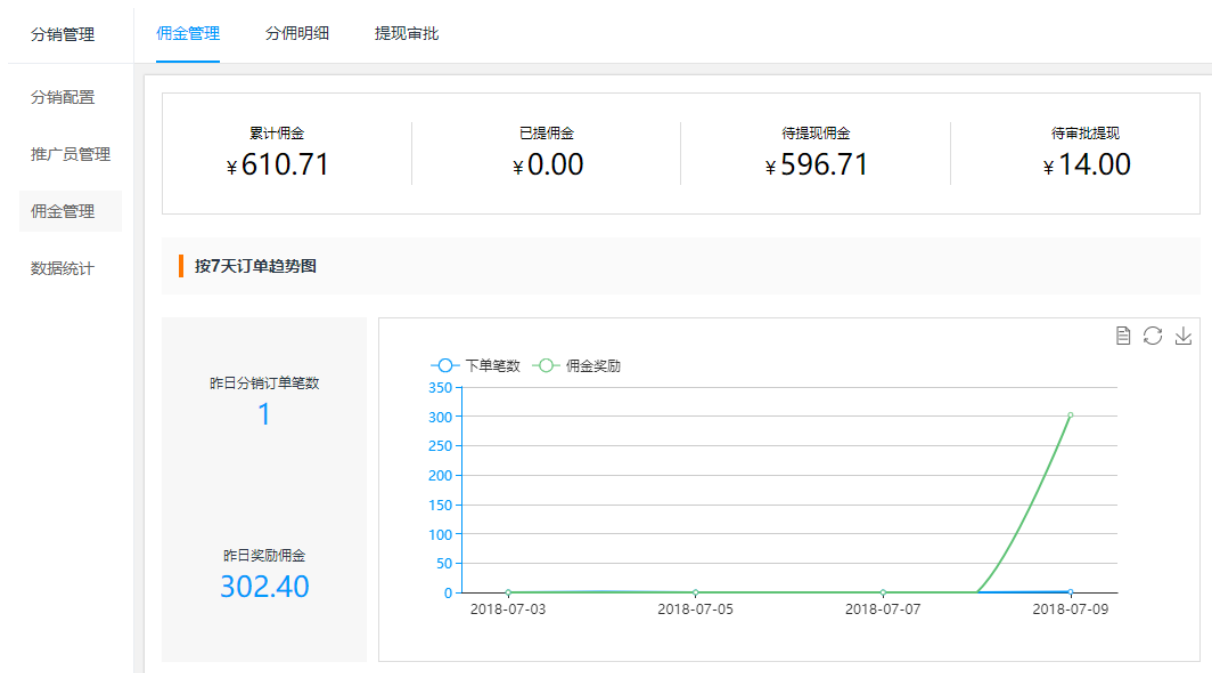 分销管理
佣金管理 分佣明细 提现审批
分销配置
推广员管理
佣金管理
数据统计
累计佣金 已提佣金 待提现佣金 待审批提现
¥610.71 ¥0.00 ¥596.71 ¥14.00
按7天订单趋势图
昨日分销订单笔数
1
昨日奖励佣金
302.40
下单笔数 佣金奖励
350
300
250
200
150
100
50
0
2018-07-03 2018-07-05 2018-07-07 2018-07-09